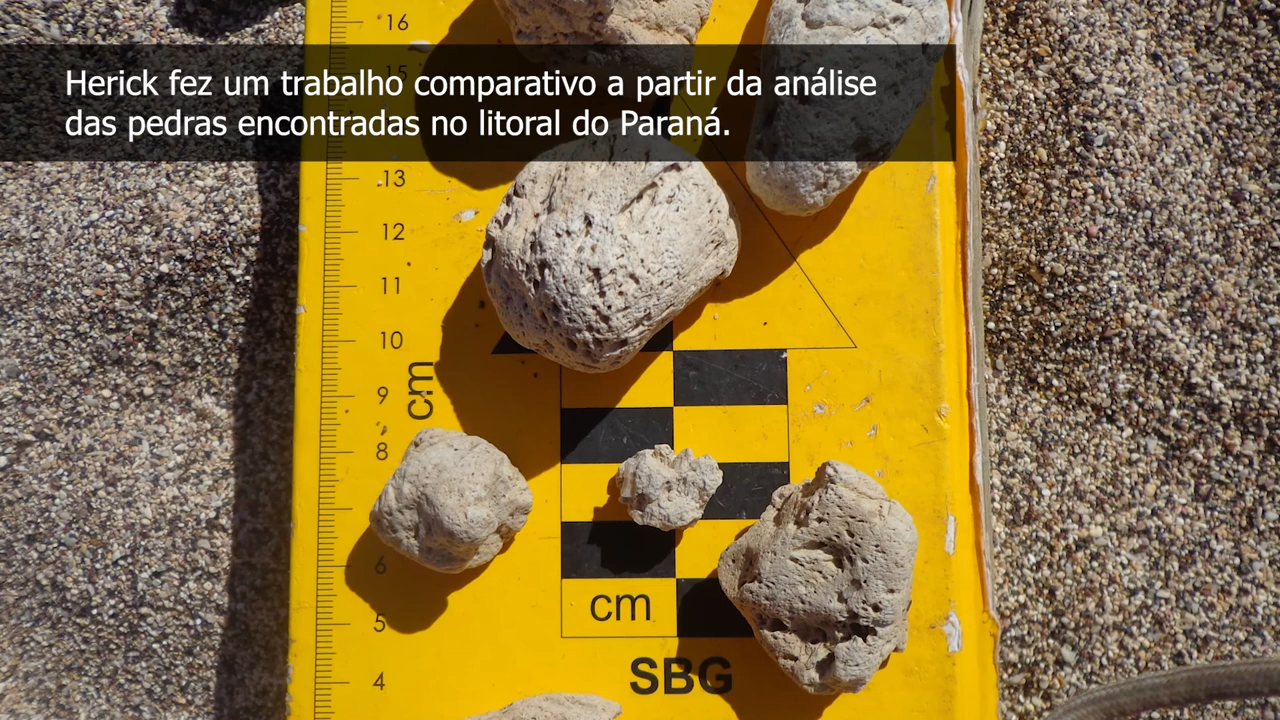 16
Herick fez um trabalho comparativo a partir da análise
15
das pedras encontradas no litoral do Paraná.
13
12
11
10
9
cm
8
6
5
cm
SBG
4